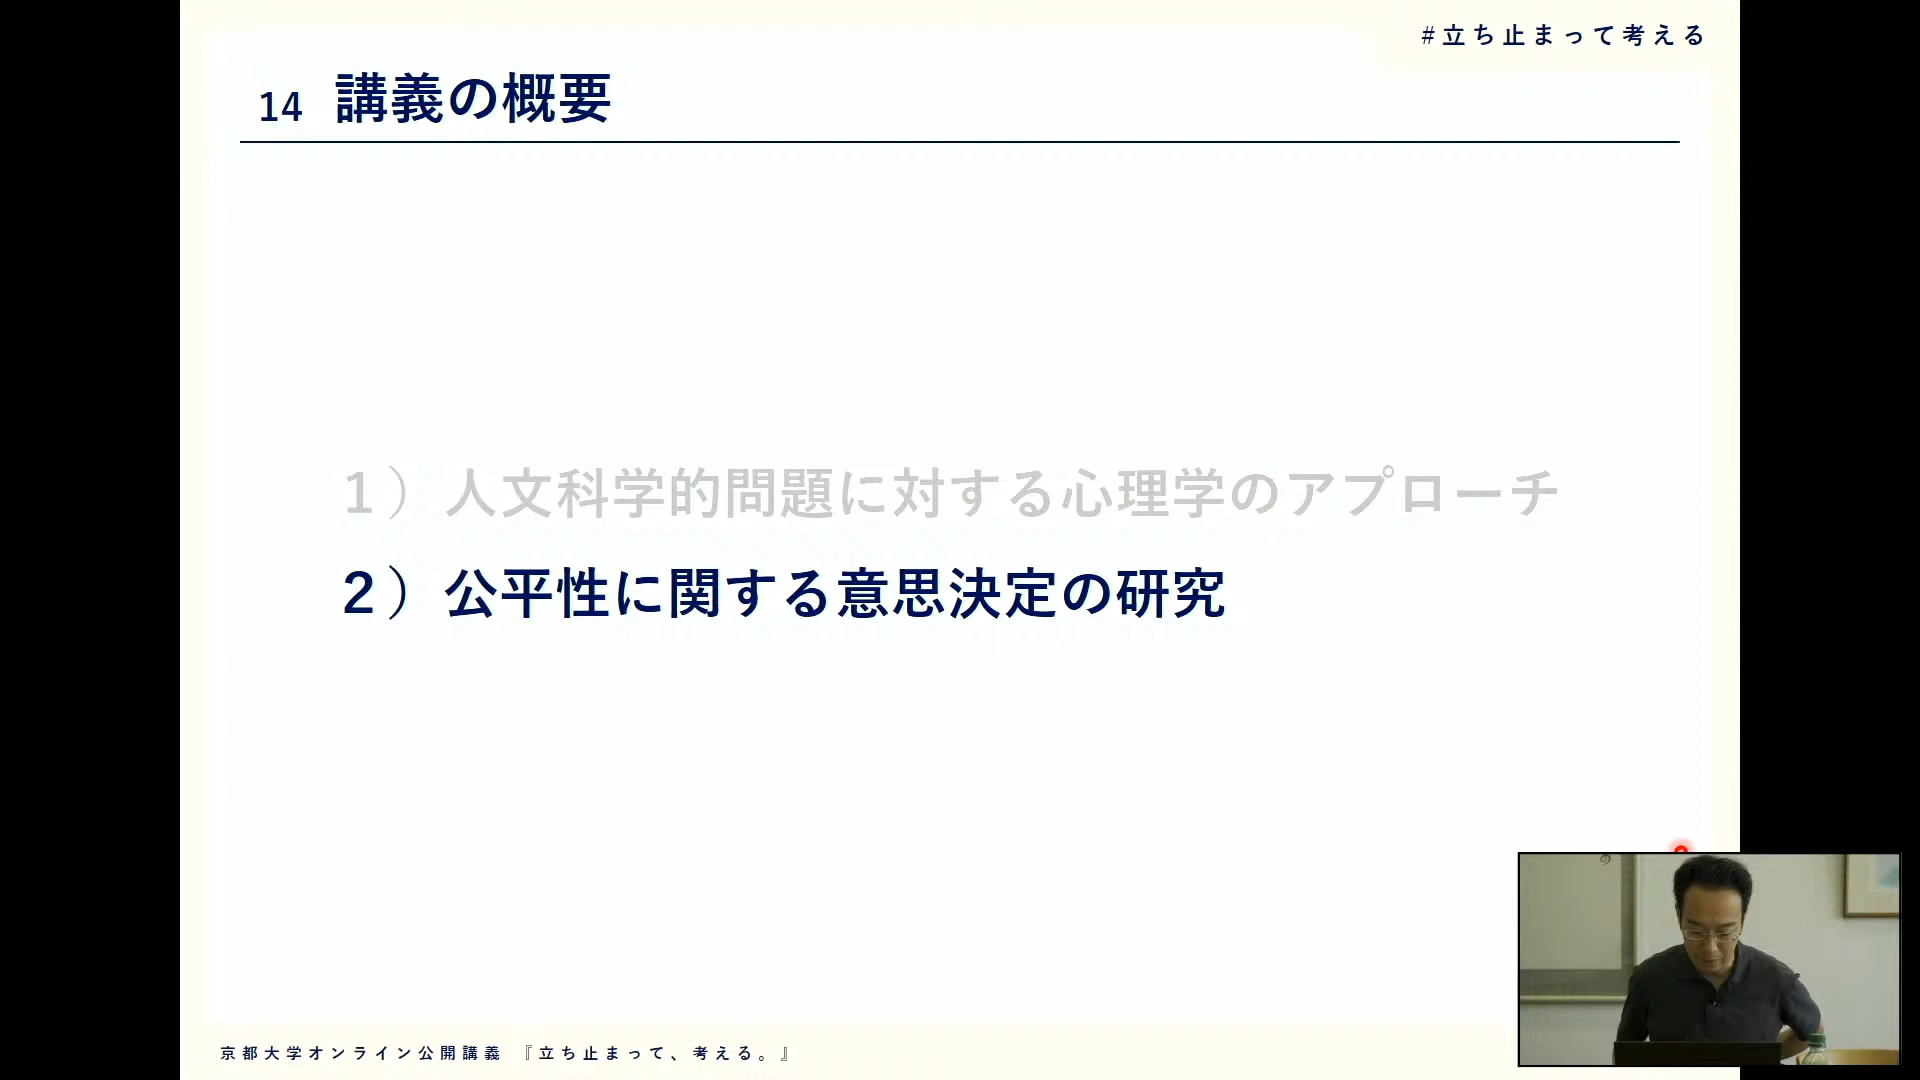 #立ち止まって考える
14 講義の概要
1）人文科学的問題に対する心理学のアプローチ
2）公平性に関する意思決定の研究
の
京都大学オンライン公開講義 『立ち止まって、考える。』